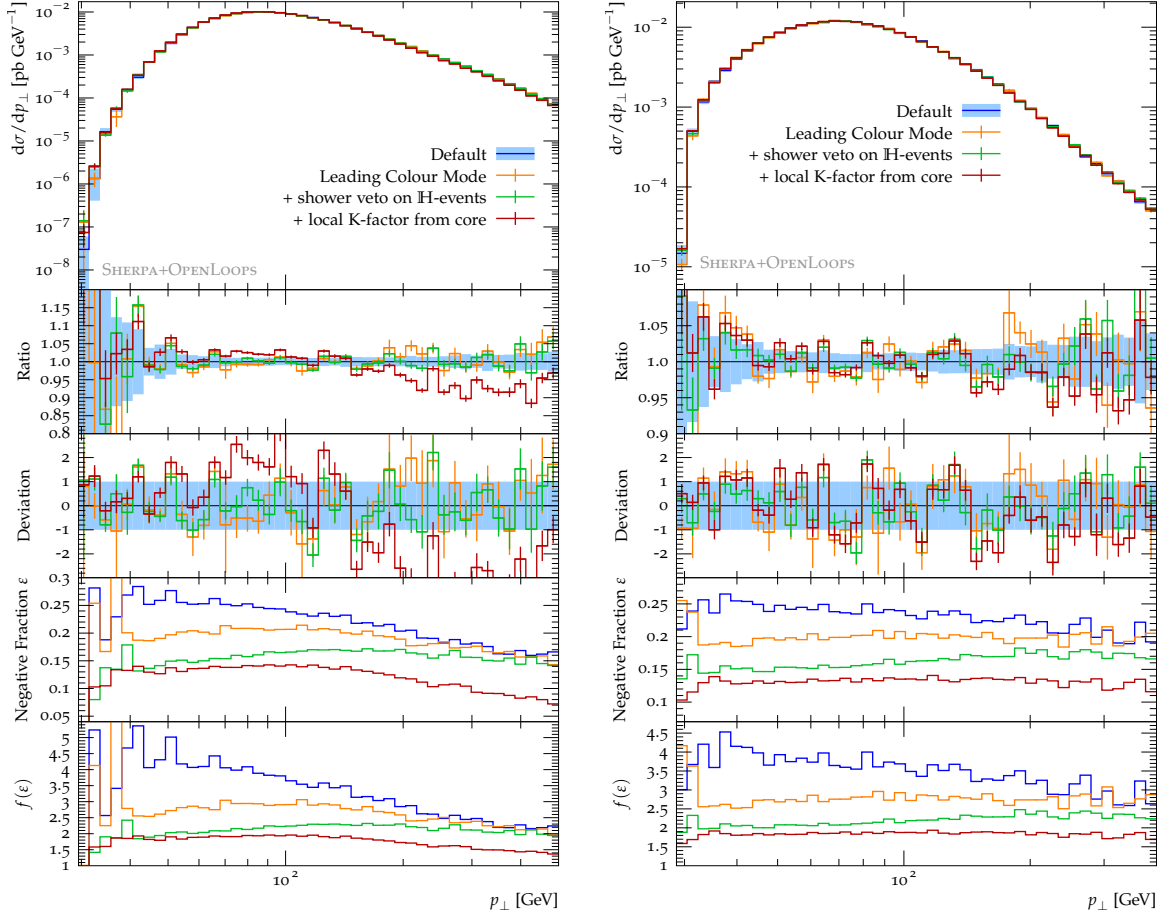 10⁻²
10⁻³
10⁻⁴
10⁻⁵
10⁻⁶
10⁻⁷
10⁻⁸
dσ/dp⊥ [pb GeV⁻¹]
Default
Leading Colour Mode
+ shower veto on ℍ-events
+ local K-factor from core
SHERPA+OPENLOOPS
1.15
1.1
1.05
1.0
0.95
0.9
0.85
0.8
Ratio
2
1
0
-1
-2
Deviation
0.3
0.25
0.2
0.15
0.1
0.05
Negative Fraction ε
5
4.5
4
3.5
3
2.5
2
1.5
1
f(ε)
10²
p⊥ [GeV]
10⁻²
10⁻³
10⁻⁴
10⁻⁵
dσ/dp⊥ [pb GeV⁻¹]
Default
Leading Colour Mode
+ shower veto on ℍ-events
+ local K-factor from core
SHERPA+OPENLOOPS
1.05
1.0
0.95
0.9
Ratio
2
1
0
-1
-2
Deviation
0.25
0.2
0.15
0.1
Negative Fraction ε
4.5
4
3.5
3
2.5
2
1.5
1
f(ε)
10²
p⊥ [GeV]